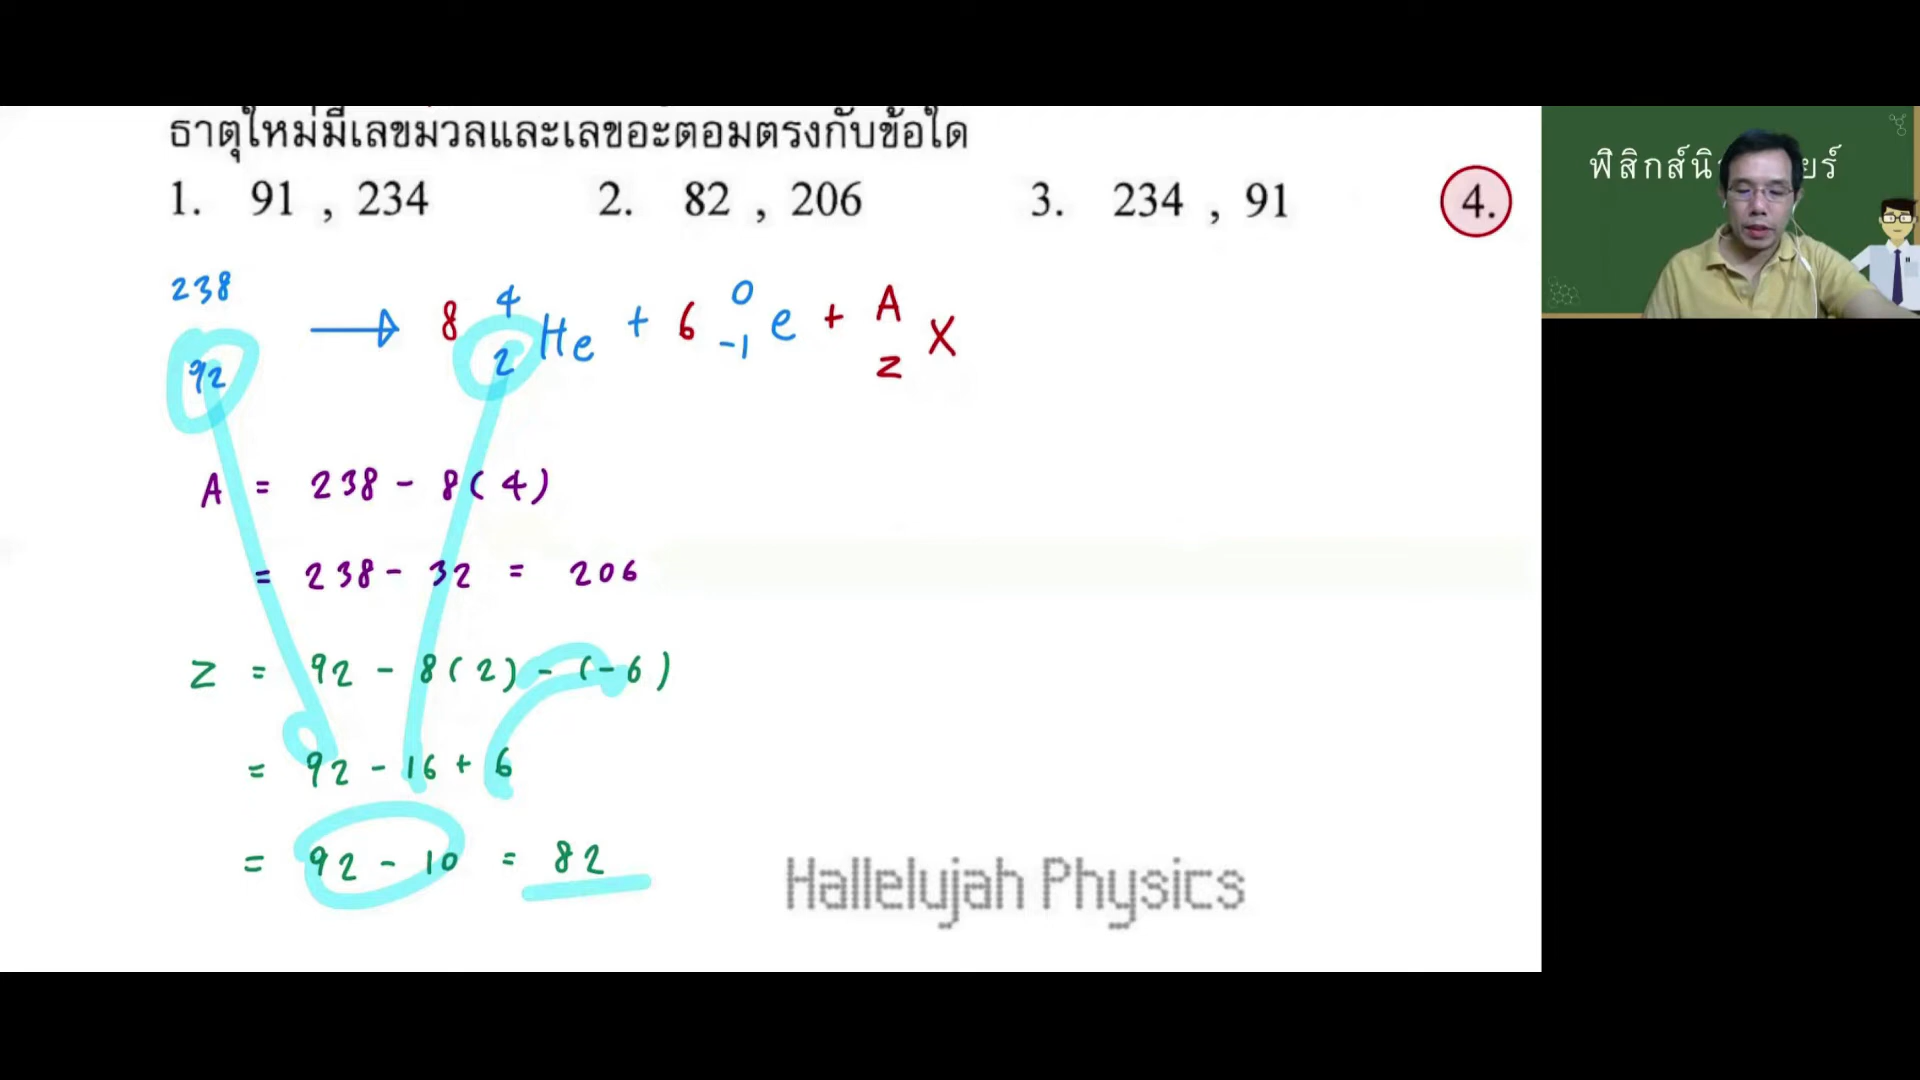 ธาตุใหม่มีเลขมวลและเลขอะตอมตรงกับข้อใด
1. 91 , 234 2. 82 , 206 3. 234 , 91 4.
238
92 → 8 4 2 He + 6 0 -1 e + A Z X
A = 238 - 8(4)
= 238 - 32 = 206
Z = 92 - 8(2) - (-6)
= 92 - 16 + 6
= 92 - 10 = 82
Hallelujah Physics
ฟิสิกส์นิ ยร์